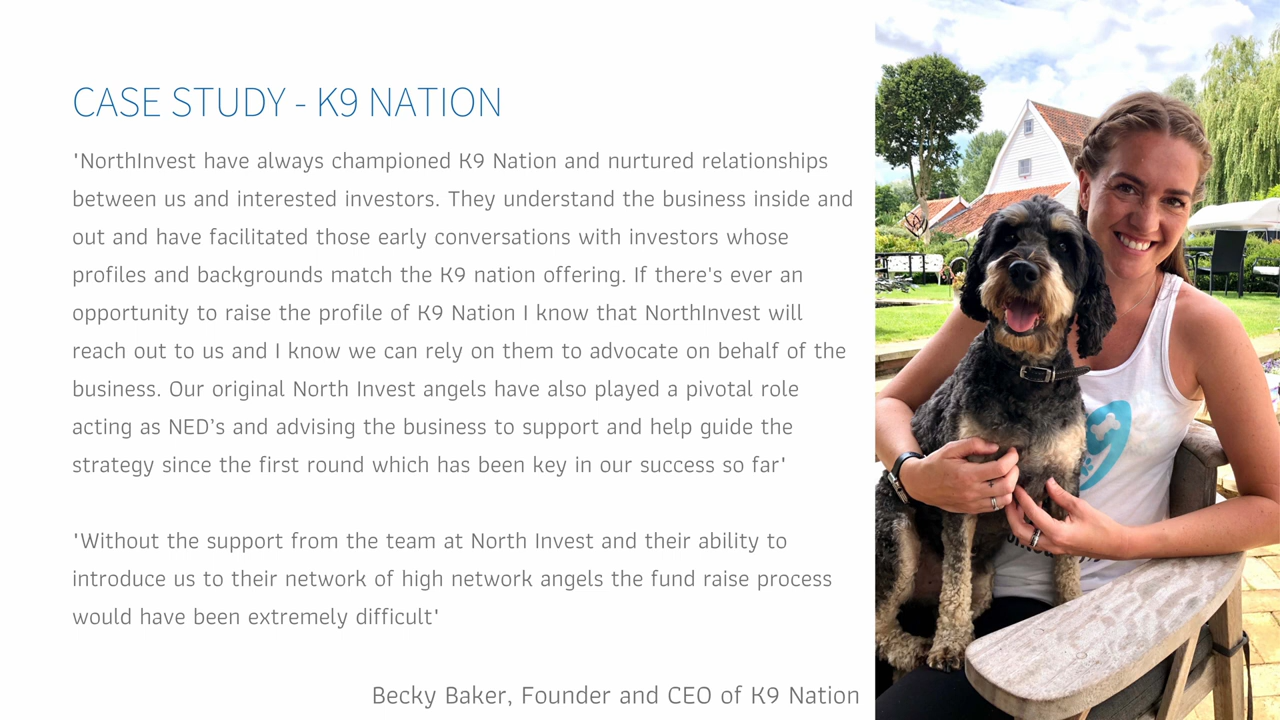 CASE STUDY - K9 NATION
'NorthInvest have always championed K9 Nation and nurtured relationships
between us and interested investors. They understand the business inside and
out and have facilitated those early conversations with investors whose
profiles and backgrounds match the K9 nation offering. If there's ever an
opportunity to raise the profile of K9 Nation I know that NorthInvest will
reach out to us and I know we can rely on them to advocate on behalf of the
business. Our original North Invest angels have also played a pivotal role
acting as NED’s and advising the business to support and help guide the
strategy since the first round which has been key in our success so far'
'Without the support from the team at North Invest and their ability to
introduce us to their network of high network angels the fund raise process
would have been extremely difficult'
Becky Baker, Founder and CEO of K9 Nation